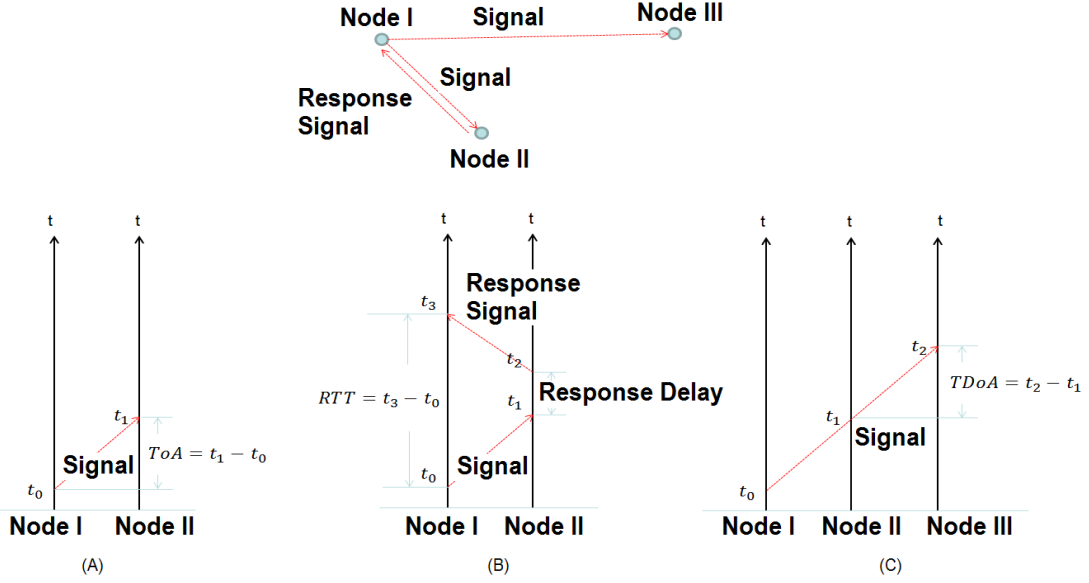 Node I
Signal
Node III
Signal
Response
Signal
Node II
t
t
t₁
ToA = t₁ − t₀
Signal
t₀
Node I
Node II
(A)
t
t
Response
Signal
t₃
t₂
RTT = t₃ − t₀
Response Delay
t₁
Signal
t₀
Node I
Node II
(B)
t
t
t
t₂
TDoA = t₂ − t₁
t₁
Signal
t₀
Node I
Node II
Node III
(C)